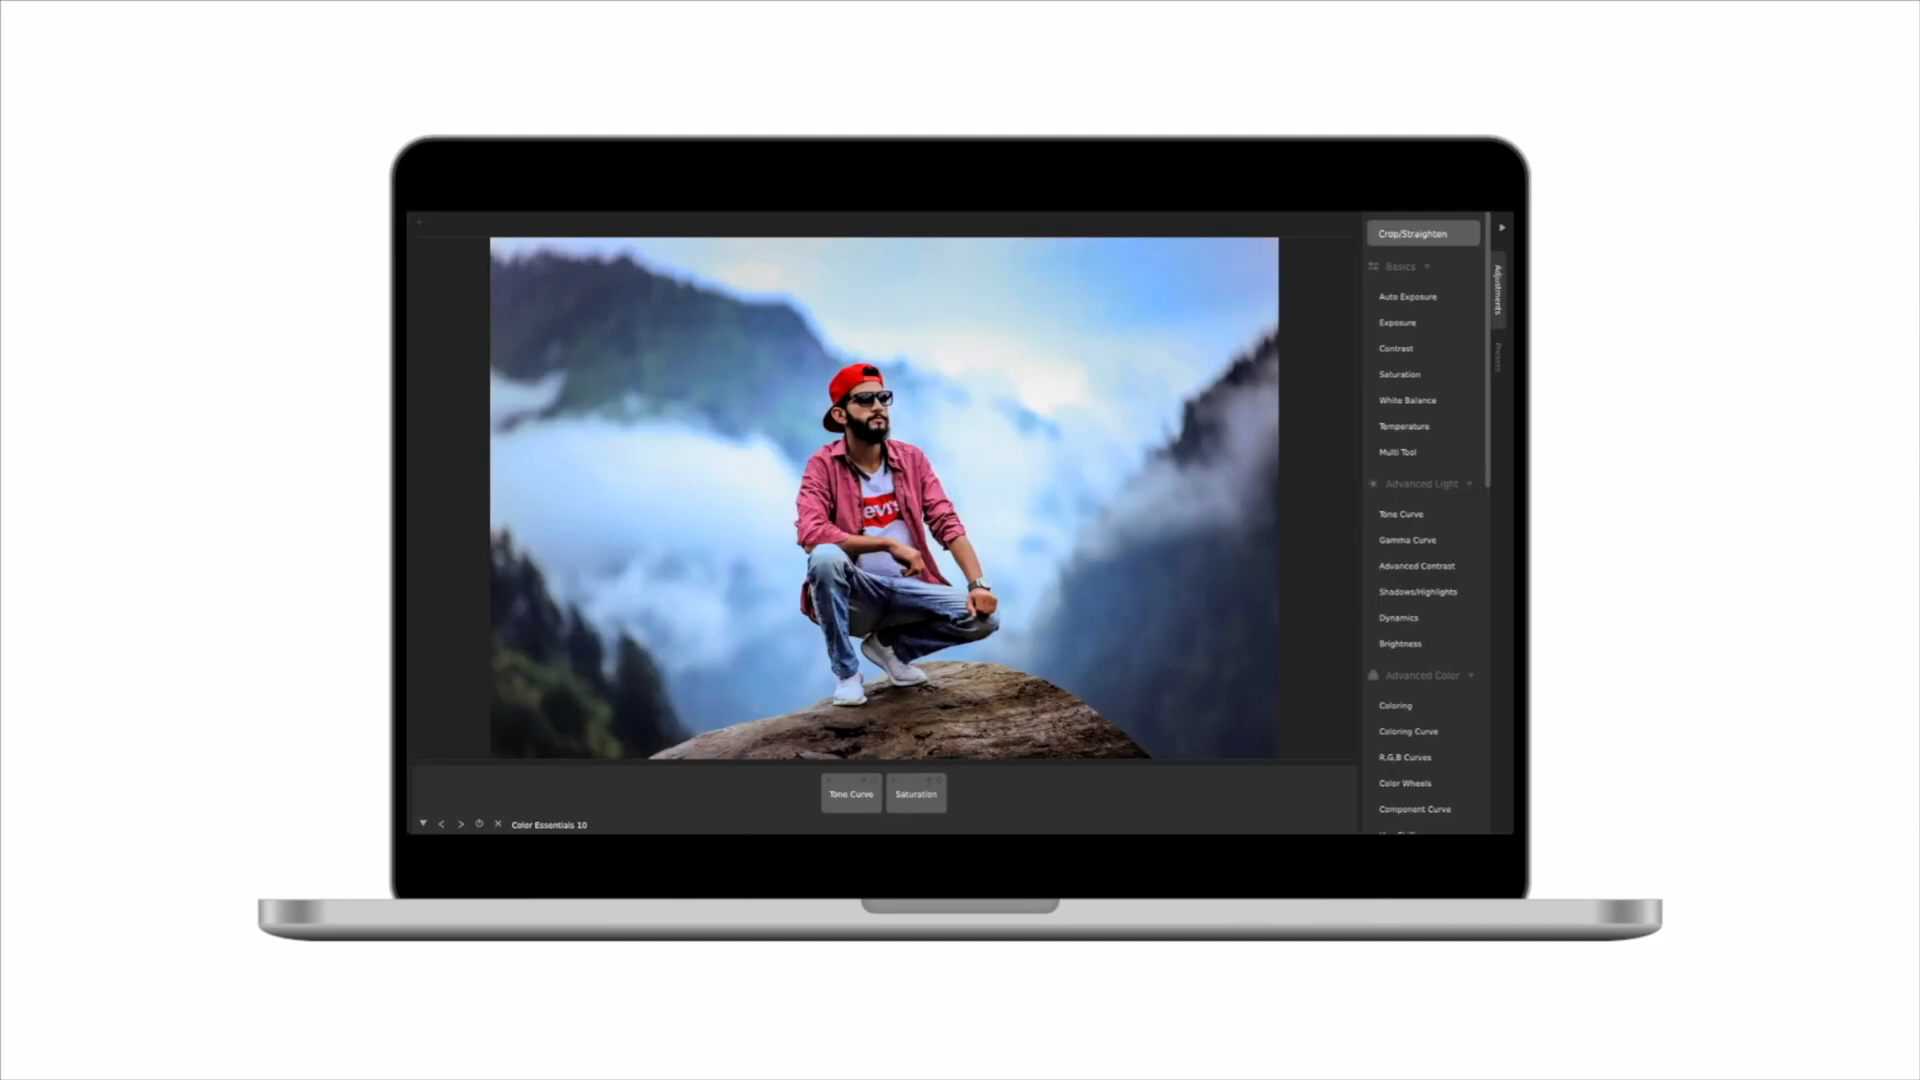 Crop/Straighten
Basics
Auto Exposure
Exposure
Contrast
Saturation
White Balance
Temperature
Multi Tool
Advanced Light
Tone Curve
Gamma Curve
Advanced Contrast
Shadows/Highlights
Dynamics
Brightness
Advanced Color
Coloring
Coloring Curve
R,G,B Curves
Color Wheels
Component Curve
Adjustments
Presets
evi's
Tone Curve
Saturation
Color Essentials 10